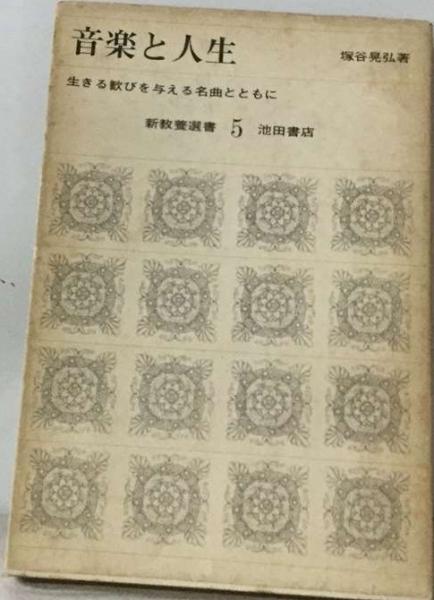 音楽と人生
塚谷晃弘著
生きる歓びを与える名曲とともに
新教養選書 5 池田書店